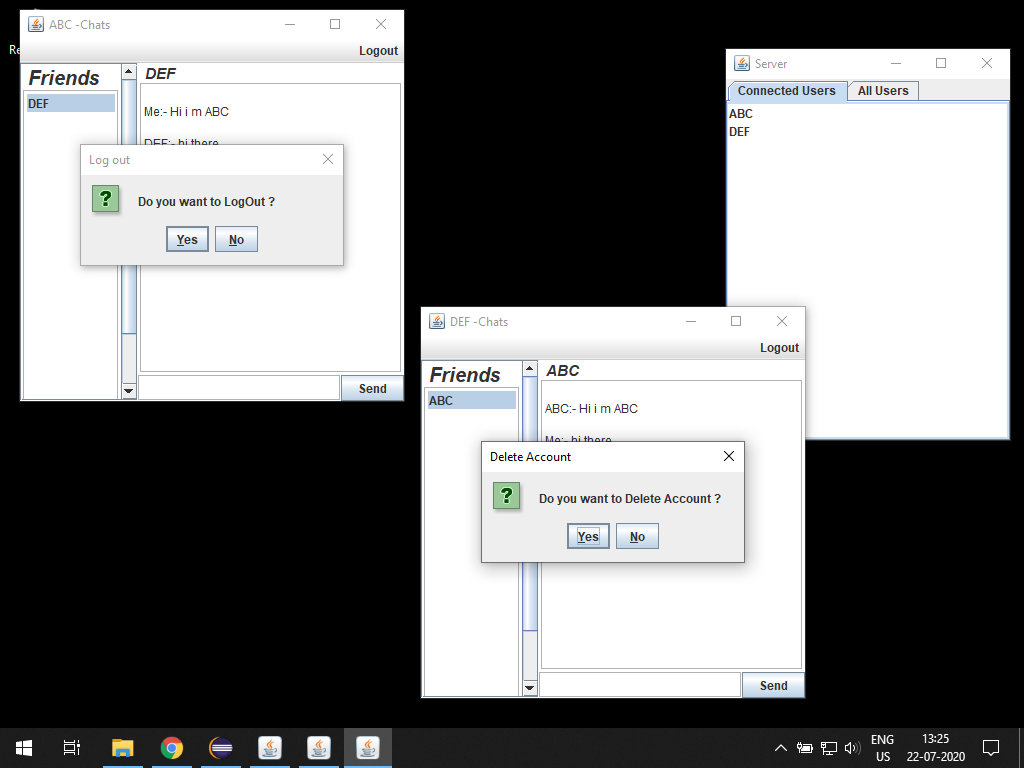 Re
ABC -Chats
Logout
Friends
DEF
DEF
Me:- Hi i m ABC
DEF:- hi there
Log out
Do you want to LogOut ?
Yes
No
Send
Server
Connected Users
All Users
ABC
DEF
DEF -Chats
Logout
Friends
ABC
ABC
ABC:- Hi i m ABC
Me:- hi there
Delete Account
Do you want to Delete Account ?
Yes
No
Send
ENG
US
13:25
22-07-2020